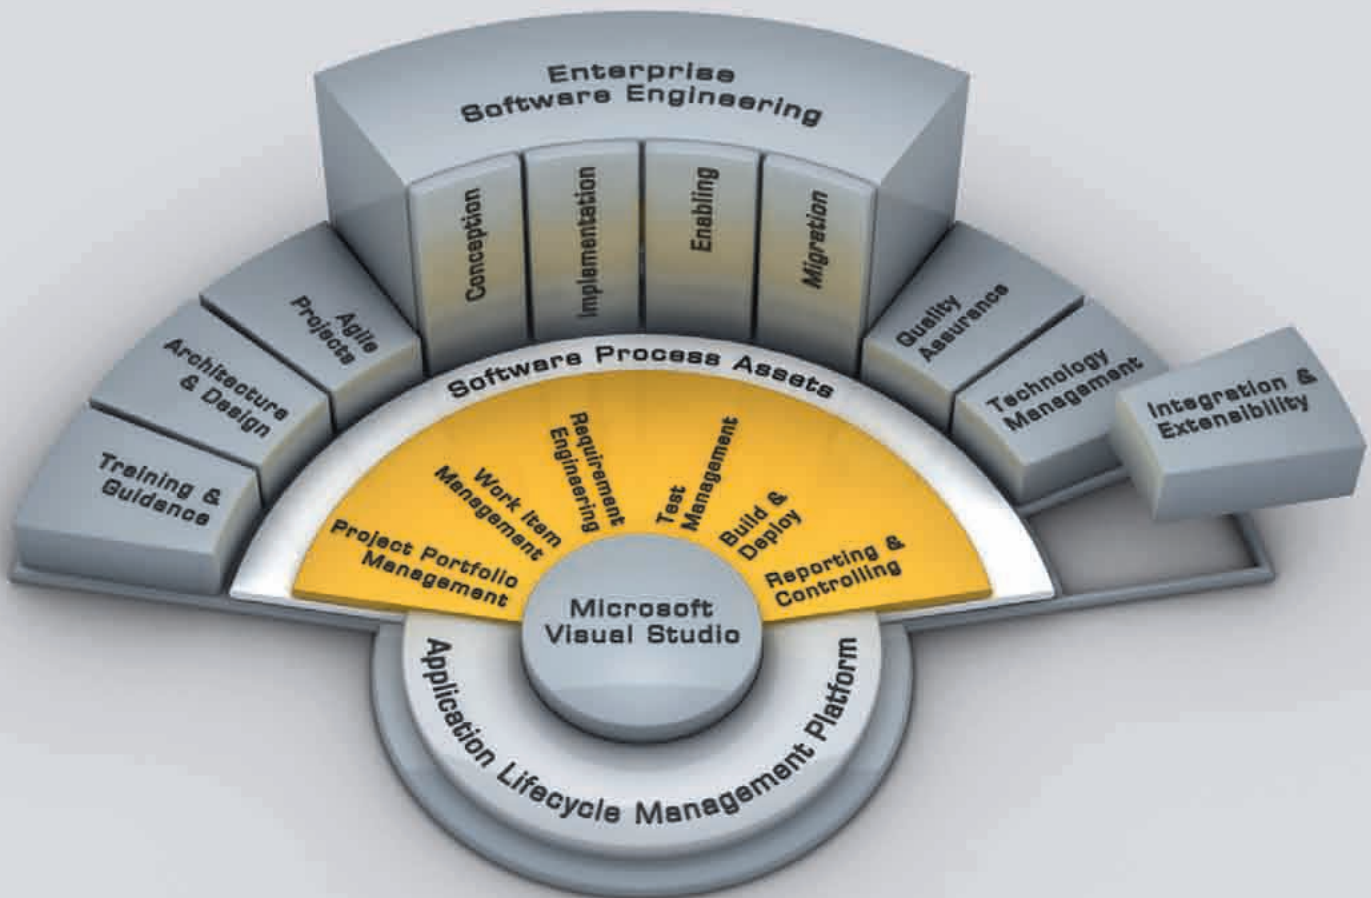 Enterprise
Software Engineering
Conception
Implementation
Enabling
Migration
Agile
Projects
Architecture
& Design
Training &
Guidance
Quality
Assurance
Technology
Management
Integration &
Extensibility
Software Process Assets
Project Portfolio
Management
Work Item
Management
Requirement
Engineering
Test
Management
Build &
Deploy
Reporting &
Controlling
Microsoft
Visual Studio
Application Lifecycle Management Platform